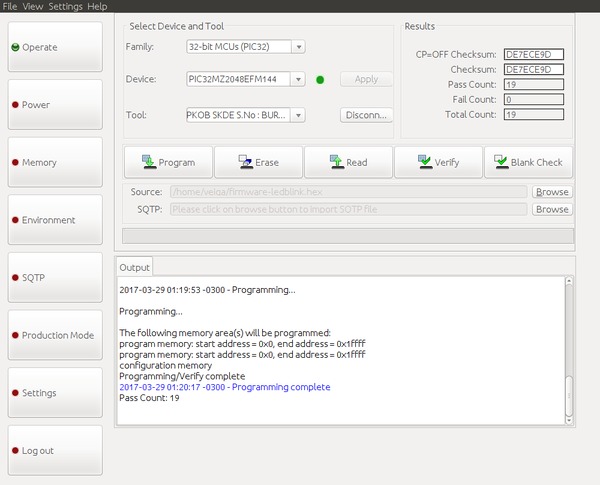 File View Settings Help
Operate
Power
Memory
Environment
SQTP
Production Mode
Settings
Log out
Select Device and Tool
Family:
32-bit MCUs (PIC32)
Device:
PIC32MZ2048EFM144
Apply
Tool:
PKOB SKDE S.No : BUR...
Disconn...
Results
CP=OFF Checksum: DE7ECE9D
Checksum: DE7ECE9D
Pass Count: 19
Fail Count: 0
Total Count: 19
Program
Erase
Read
Verify
Blank Check
Source: /home/veiga/firmware-ledblink.hex Browse
SQTP: Please click on browse button to import SQTP file Browse
Output
2017-03-29 01:19:53 -0300 - Programming...
Programming...
The following memory area(s) will be programmed:
program memory: start address = 0x0, end address = 0x1ffff
program memory: start address = 0x0, end address = 0x1ffff
configuration memory
Programming/Verify complete
2017-03-29 01:20:17 -0300 - Programming complete
Pass Count: 19